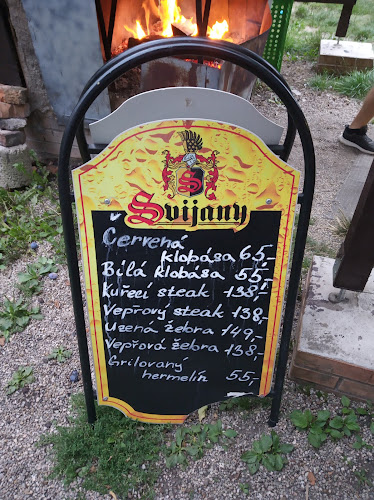 Svijany
Červená
klobása 65,-
Bílá klobása 55,-
Kuřecí steak 138,-
Vepřový steak 138,-
Uzená žebra 149,-
Vepřová žebra 138,-
Grilovaný
hermelín 55,-